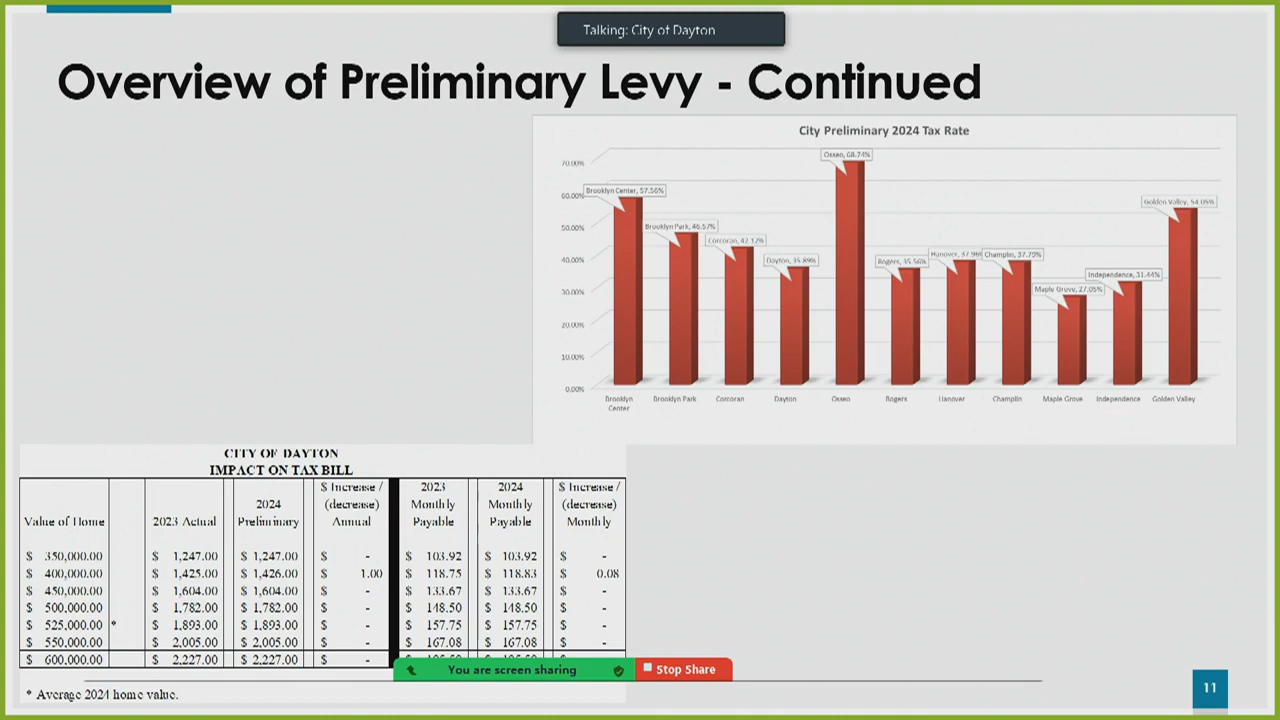 Talking: City of Dayton
Overview of Preliminary Levy - Continued
City Preliminary 2024 Tax Rate
70.00%
60.00%
50.00%
40.00%
30.00%
20.00%
10.00%
0.00%
Brooklyn Center, 57.56%
Brooklyn Park, 46.57%
Corcoran, 42.12%
Dayton, 35.89%
Osseo, 68.74%
Rogers, 35.56%
Hanover, 37.96%
Champlin, 37.79%
Maple Grove, 27.05%
Independence, 31.44%
Golden Valley, 54.05%
Brooklyn Center
Brooklyn Park
Corcoran
Dayton
Osseo
Rogers
Hanover
Champlin
Maple Grove
Independence
Golden Valley
CITY OF DAYTON
IMPACT ON TAX BILL
Value of Home 2023 Actual 2024 Preliminary $ Increase / (decrease) Annual 2023 Monthly Payable 2024 Monthly Payable $ Increase / (decrease) Monthly
$ 350,000.00 $ 1,247.00 $ 1,247.00 $ - $ 103.92 $ 103.92 $ -
$ 400,000.00 $ 1,425.00 $ 1,426.00 $ 1.00 $ 118.75 $ 118.83 $ 0.08
$ 450,000.00 $ 1,604.00 $ 1,604.00 $ - $ 133.67 $ 133.67 $ -
$ 500,000.00 $ 1,782.00 $ 1,782.00 $ - $ 148.50 $ 148.50 $ -
$ 525,000.00 * $ 1,893.00 $ 1,893.00 $ - $ 157.75 $ 157.75 $ -
$ 550,000.00 $ 2,005.00 $ 2,005.00 $ - $ 167.08 $ 167.08 $ -
$ 600,000.00 $ 2,227.00 $ 2,227.00 $ -
You are screen sharing
Stop Share
* Average 2024 home value.
11